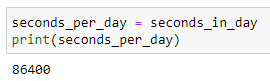 seconds_per_day = seconds_in_day
print(seconds_per_day)
86400